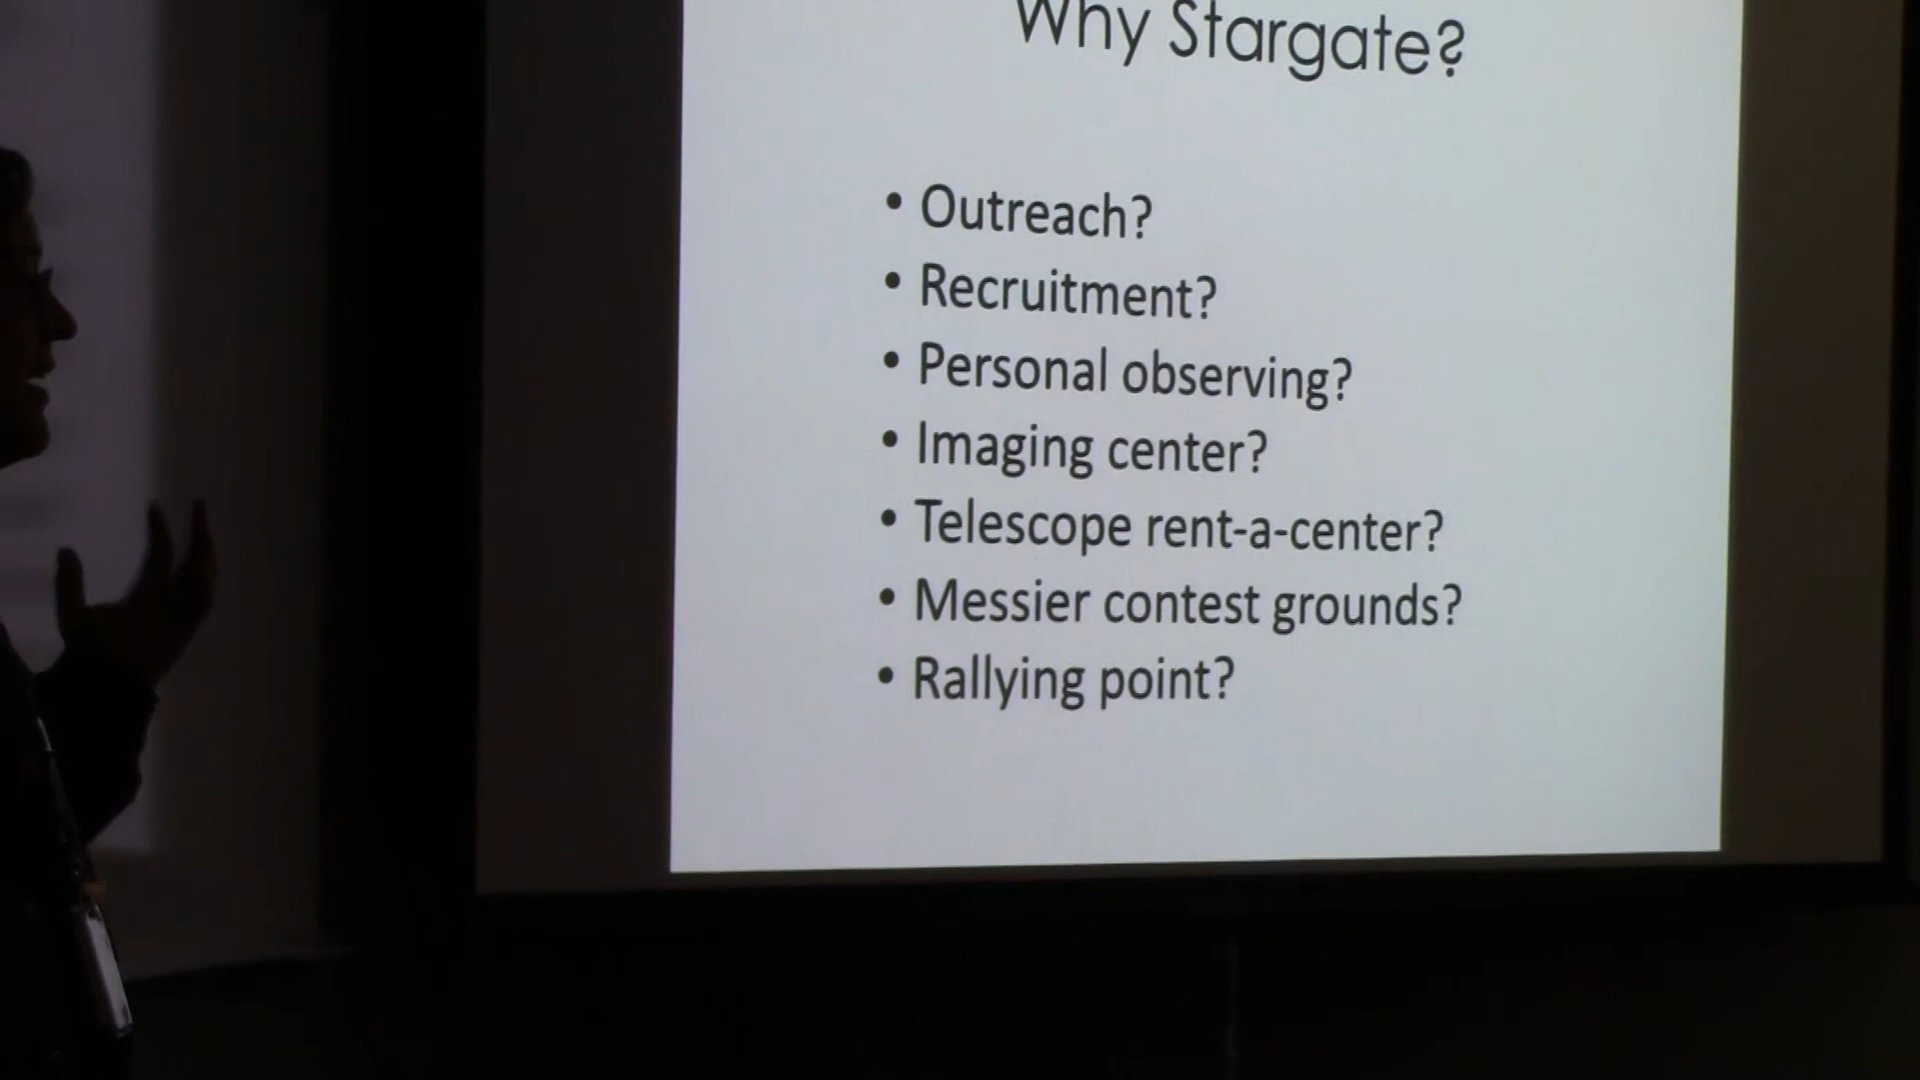 Why Stargate?
• Outreach?
• Recruitment?
• Personal observing?
• Imaging center?
• Telescope rent-a-center?
• Messier contest grounds?
• Rallying point?